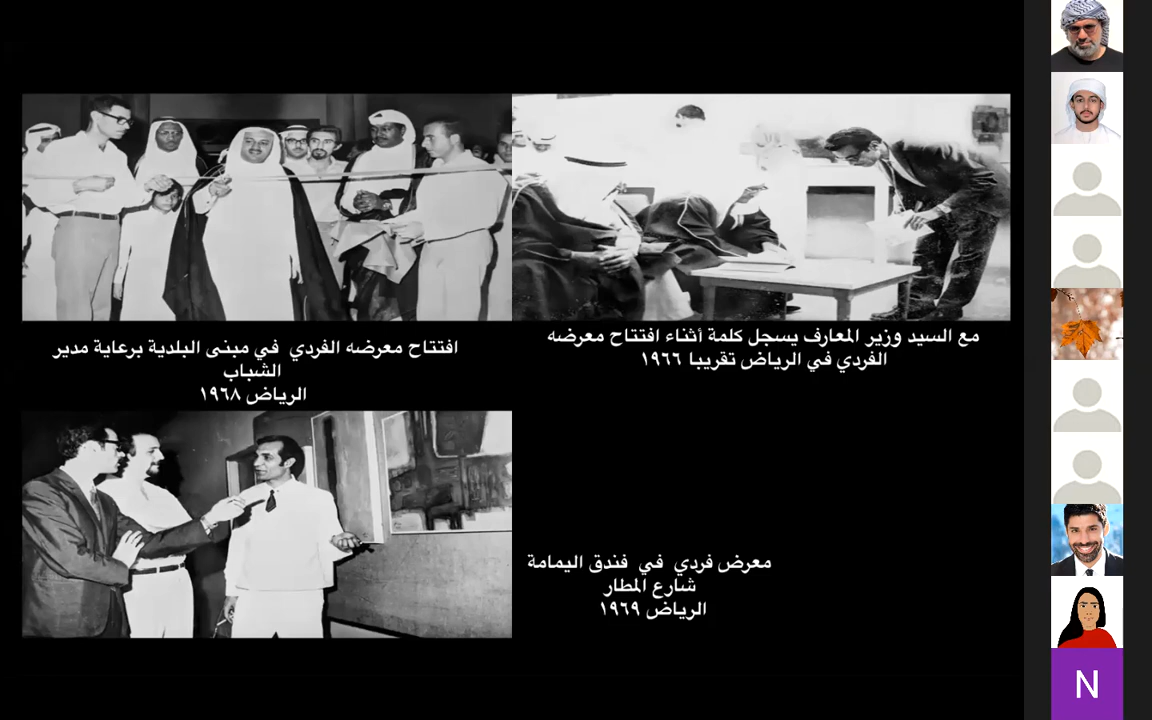 مع السيد وزير المعارف يسجل كلمة أثناء افتتاح معرضه
الفردي في الرياض تقريبا ١٩٦٦
افتتاح معرضه الفردي في مبنى البلدية برعاية مدير
الشباب
الرياض ١٩٦٨
معرض فردي في فندق اليمامة
شارع المطار
الرياض ١٩٦٩
N